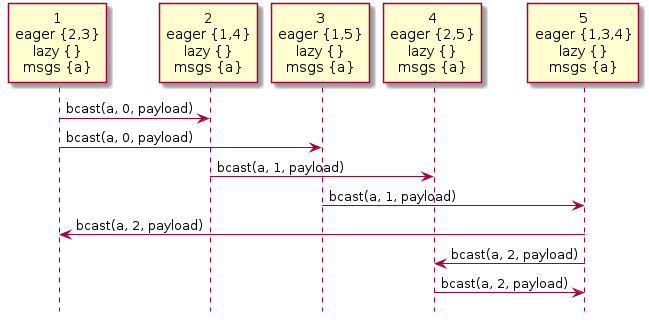 1
eager {2,3}
lazy {}
msgs {a}
2
eager {1,4}
lazy {}
msgs {a}
3
eager {1,5}
lazy {}
msgs {a}
4
eager {2,5}
lazy {}
msgs {a}
5
eager {1,3,4}
lazy {}
msgs {a}
bcast(a, 0, payload)
bcast(a, 0, payload)
bcast(a, 1, payload)
bcast(a, 1, payload)
bcast(a, 2, payload)
bcast(a, 2, payload)
bcast(a, 2, payload)